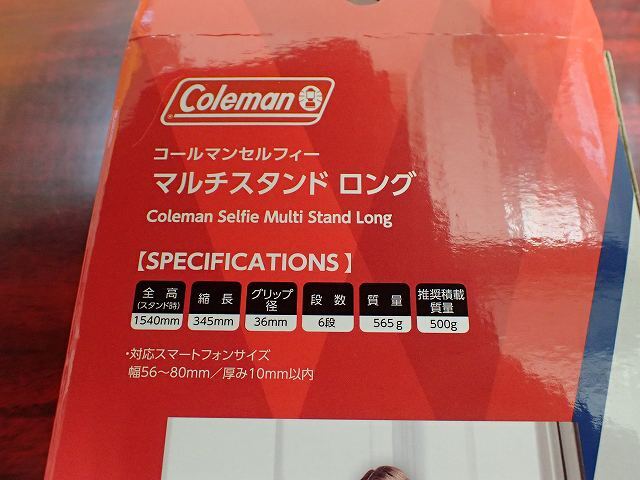 Coleman
コールマンセルフィー
マルチスタンド ロング
Coleman Selfie Multi Stand Long
【SPECIFICATIONS】
全高 縮長 グリップ径 段数 質量 推奨積載質量
(スタンド時)
1540mm 345mm 36mm 6段 565g 500g
・対応スマートフォンサイズ
幅56～80mm／厚み10mm以内